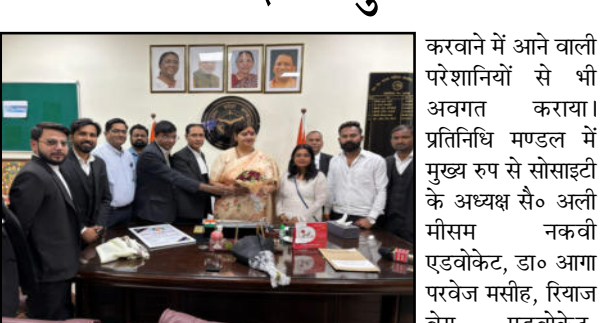 करवाने में आने वाली
परेशानियों से भी
अवगत कराया।
प्रतिनिधि मण्डल में
मुख्य रुप से सोसाइटी
के अध्यक्ष सै० अली
मीसम नकवी
एडवोकेट, डा० आगा
परवेज मसीह, रियाज